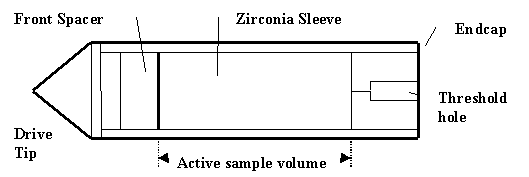 Front Spacer
Zirconia Sleeve
Endcap
Threshold
hole
Drive
Tip
Active sample volume